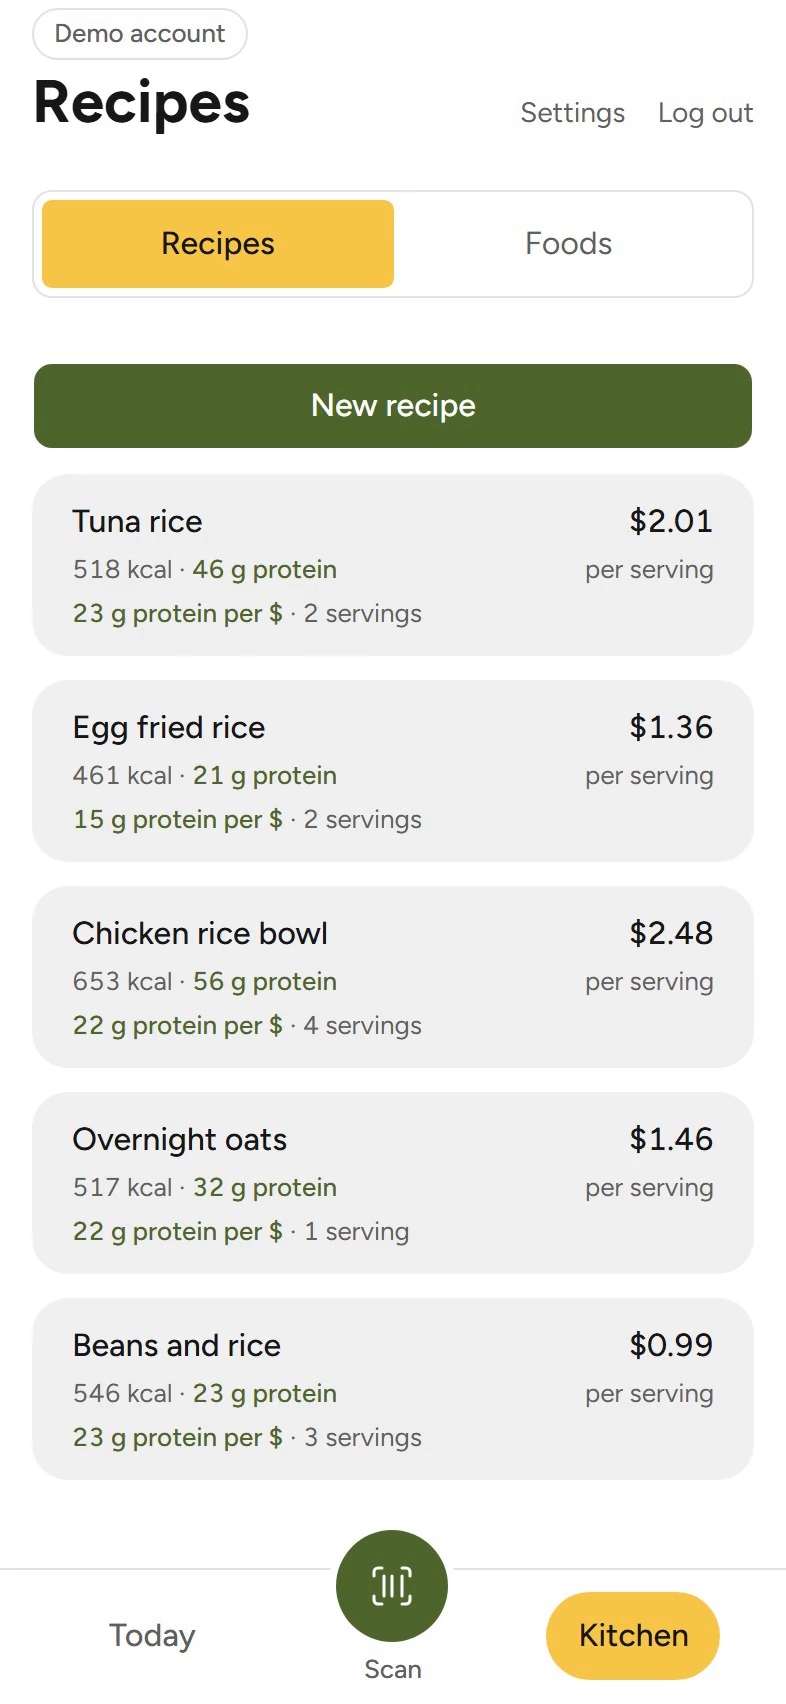 Demo account
Recipes
Settings Log out
Recipes Foods
New recipe
Tuna rice $2.01
518 kcal · 46 g protein per serving
23 g protein per $ · 2 servings
Egg fried rice $1.36
461 kcal · 21 g protein per serving
15 g protein per $ · 2 servings
Chicken rice bowl $2.48
653 kcal · 56 g protein per serving
22 g protein per $ · 4 servings
Overnight oats $1.46
517 kcal · 32 g protein per serving
22 g protein per $ · 1 serving
Beans and rice $0.99
546 kcal · 23 g protein per serving
23 g protein per $ · 3 servings
Today Scan Kitchen